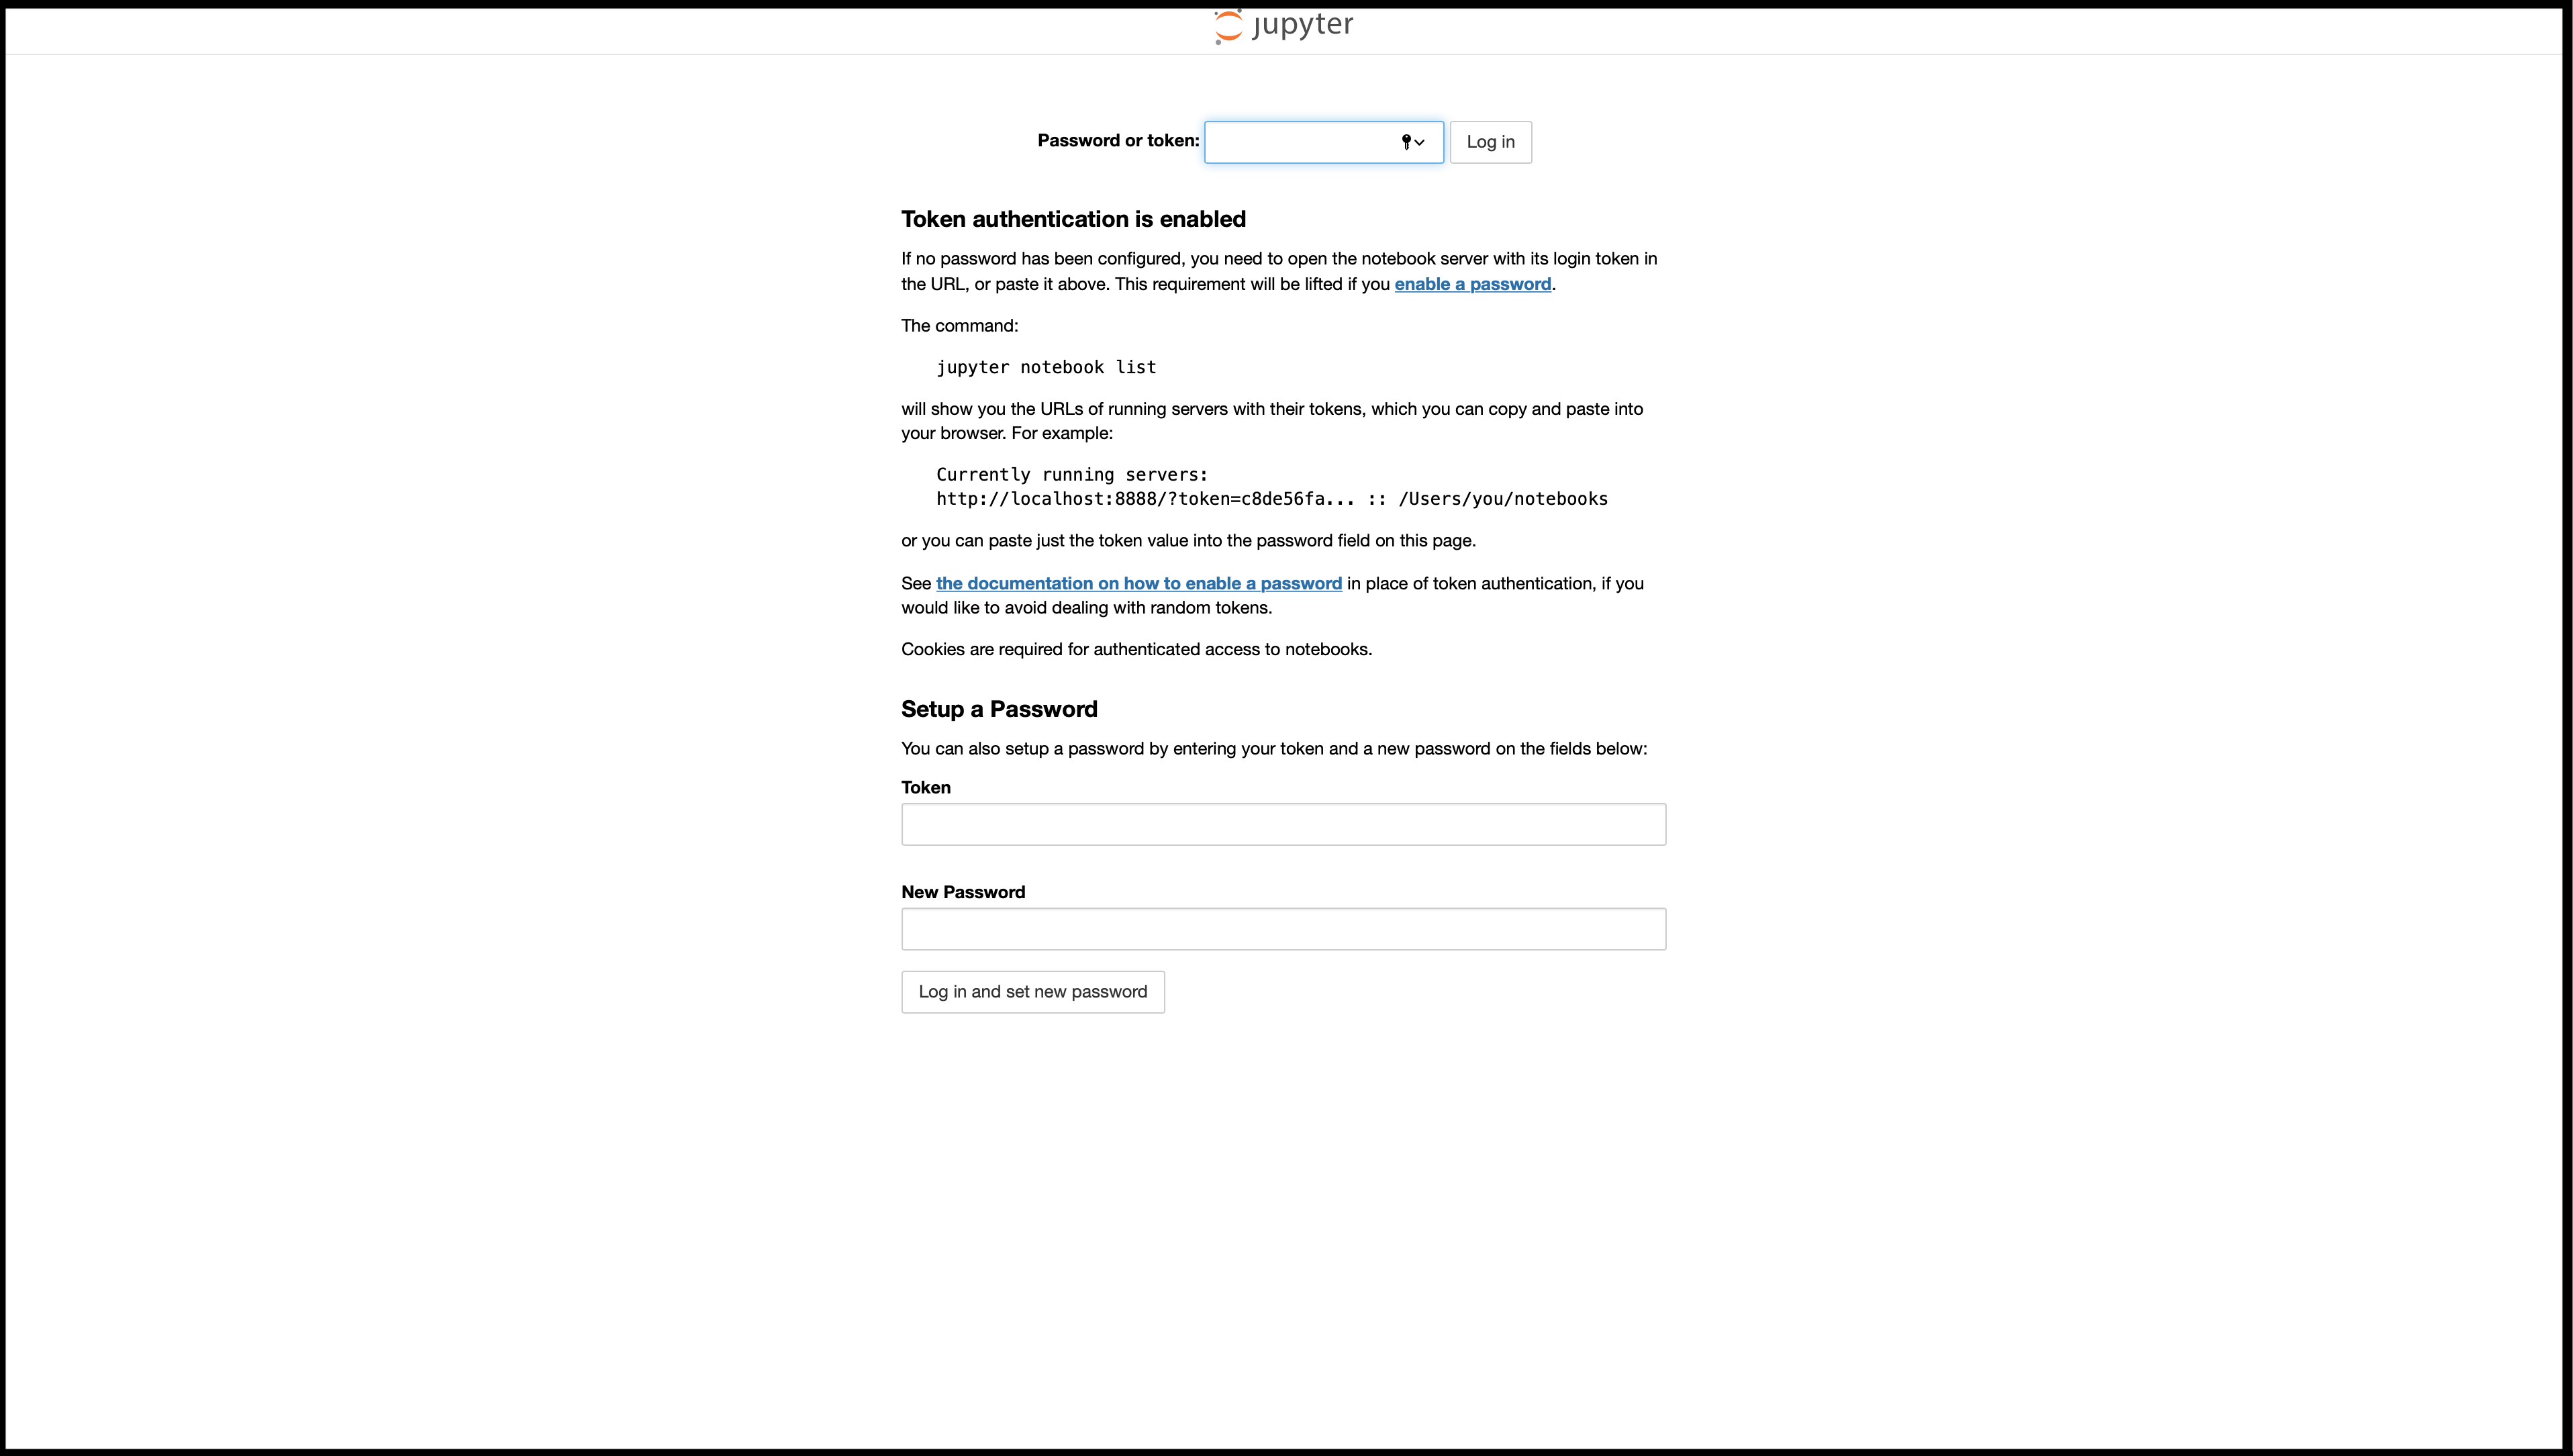 jupyter
Password or token:
Log in
Token authentication is enabled
If no password has been configured, you need to open the notebook server with its login token in
the URL, or paste it above. This requirement will be lifted if you enable a password.
The command:
jupyter notebook list
will show you the URLs of running servers with their tokens, which you can copy and paste into
your browser. For example:
Currently running servers:
http://localhost:8888/?token=c8de56fa... :: /Users/you/notebooks
or you can paste just the token value into the password field on this page.
See the documentation on how to enable a password in place of token authentication, if you
would like to avoid dealing with random tokens.
Cookies are required for authenticated access to notebooks.
Setup a Password
You can also setup a password by entering your token and a new password on the fields below:
Token
New Password
Log in and set new password